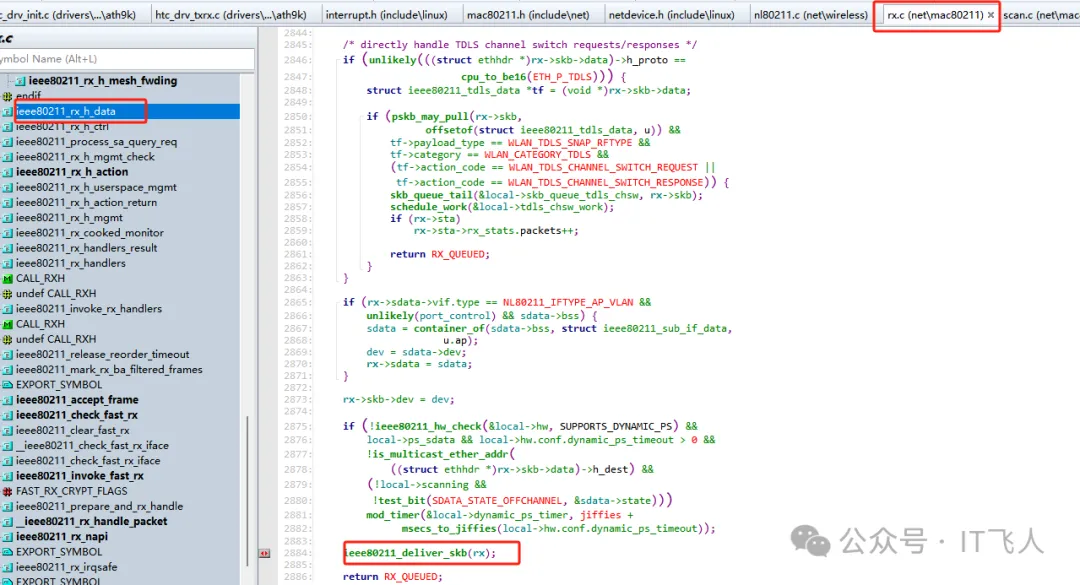 c_drv_init.c (drivers\...\ath9k)
htc_drv_txrx.c (drivers\...\ath9k)
interrupt.h (include\linux)
mac80211.h (include\net)
netdevice.h (include\linux)
nl80211.c (net\wireless)
rx.c (net\mac80211) ×
scan.c (net\mac
.c
ymbol Name (Alt+L)
ieee80211_rx_h_mesh_fwding
endif
ieee80211_rx_h_data
ieee80211_rx_h_ctrl
ieee80211_process_sa_query_req
ieee80211_rx_h_mgmt_check
ieee80211_rx_h_action
ieee80211_rx_h_userspace_mgmt
ieee80211_rx_h_action_return
ieee80211_rx_h_mgmt
ieee80211_rx_cooked_monitor
ieee80211_rx_handlers_result
ieee80211_rx_handlers
CALL_RXH
undef CALL_RXH
ieee80211_invoke_rx_handlers
CALL_RXH
undef CALL_RXH
ieee80211_release_reorder_timeout
ieee80211_mark_rx_ba_filtered_frames
EXPORT_SYMBOL
ieee80211_accept_frame
ieee80211_check_fast_rx
ieee80211_clear_fast_rx
__ieee80211_check_fast_rx_iface
ieee80211_check_fast_rx_iface
ieee80211_invoke_fast_rx
FAST_RX_CRYPT_FLAGS
ieee80211_prepare_and_rx_handle
__ieee80211_rx_handle_packet
ieee80211_rx_napi
EXPORT_SYMBOL
ieee80211_rx_irqsafe
EXPORT_SYMBOL
2844:
2845: /* directly handle TDLS channel switch requests/responses */
2846: if (unlikely(((struct ethhdr *)rx->skb->data)->h_proto ==
2847: cpu_to_be16(ETH_P_TDLS))) {
2848: struct ieee80211_tdls_data *tf = (void *)rx->skb->data;
2849:
2850: if (pskb_may_pull(rx->skb,
2851: offsetof(struct ieee80211_tdls_data, u)) &&
2852: tf->payload_type == WLAN_TDLS_SNAP_RFTYPE &&
2853: tf->category == WLAN_CATEGORY_TDLS &&
2854: (tf->action_code == WLAN_TDLS_CHANNEL_SWITCH_REQUEST ||
2855: tf->action_code == WLAN_TDLS_CHANNEL_SWITCH_RESPONSE)) {
2856: skb_queue_tail(&local->skb_queue_tdls_chsw, rx->skb);
2857: schedule_work(&local->tdls_chsw_work);
2858: if (rx->sta)
2859: rx->sta->rx_stats.packets++;
2860:
2861: return RX_QUEUED;
2862: }
2863: }
2864:
2865: if (rx->sdata->vif.type == NL80211_IFTYPE_AP_VLAN &&
2866: unlikely(port_control) && sdata->bss) {
2867: sdata = container_of(sdata->bss, struct ieee80211_sub_if_data,
2868: u.ap);
2869: dev = sdata->dev;
2870: rx->sdata = sdata;
2871: }
2872:
2873: rx->skb->dev = dev;
2874:
2875: if (!ieee80211_hw_check(&local->hw, SUPPORTS_DYNAMIC_PS) &&
2876: local->ps_sdata && local->hw.conf.dynamic_ps_timeout > 0 &&
2877: !is_multicast_ether_addr(
2878: ((struct ethhdr *)rx->skb->data)->h_dest) &&
2879: (!local->scanning &&
2880: !test_bit(SDATA_STATE_OFFCHANNEL, &sdata->state)))
2881: mod_timer(&local->dynamic_ps_timer, jiffies +
2882: msecs_to_jiffies(local->hw.conf.dynamic_ps_timeout));
2883:
2884: ieee80211_deliver_skb(rx);
2885:
2886: return RX_QUEUED;
公众号 · IT飞人